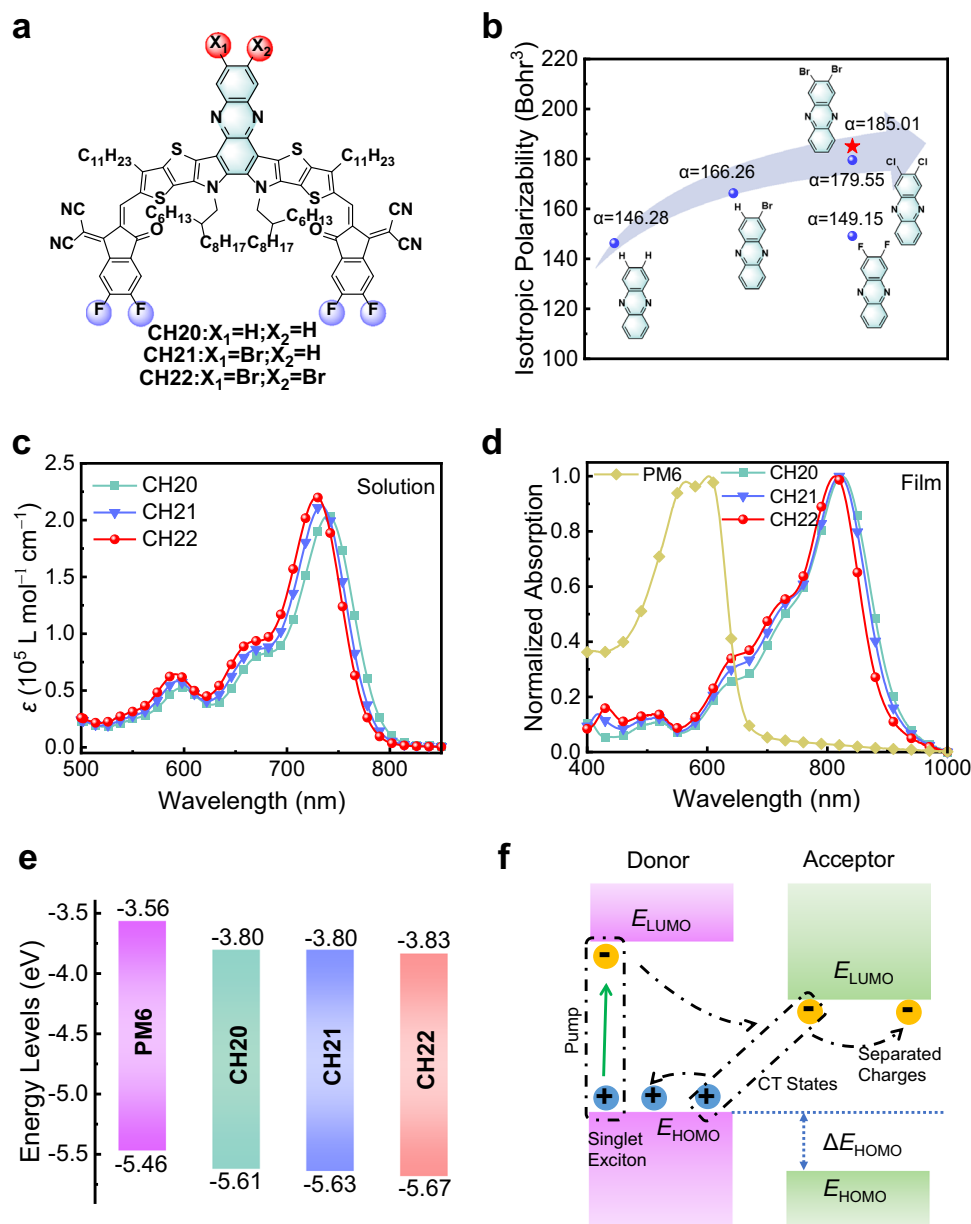 a
X1 X2
N N
S S
C11H23 C11H23
N N
S S
NC C6H13 C6H13 CN
CN O C8H17 C8H17 O CN
F F F F
CH20:X1=H;X2=H
CH21:X1=Br;X2=H
CH22:X1=Br;X2=Br
b
Isotropic Polarizability (Bohr3)
220
200
180
160
140
120
100
Br Br
N N
α=185.01
Cl Cl
α=166.26
α=179.55
N N
α=146.28
H Br
α=149.15
H H
N N
F F
N N
N N
c
ε (10⁵ L mol⁻¹ cm⁻¹)
2.5
2.0
1.5
1.0
0.5
0.0
CH20
CH21
CH22
Solution
500 600 700 800
Wavelength (nm)
d
Normalized Absorption
1.0
0.8
0.6
0.4
0.2
0.0
PM6
CH20
CH21
CH22
Film
400 600 800 1000
Wavelength (nm)
e
Energy Levels (eV)
-3.5
-4.0
-4.5
-5.0
-5.5
-3.56
-3.80
-3.80
-3.83
PM6
CH20
CH21
CH22
-5.46
-5.61
-5.63
-5.67
f
Donor Acceptor
ELUMO
ELUMO
- - -
Pump
Separated
Charges
CT States
+ + +
Singlet
Exciton
EHOMO
ΔEHOMO
EHOMO